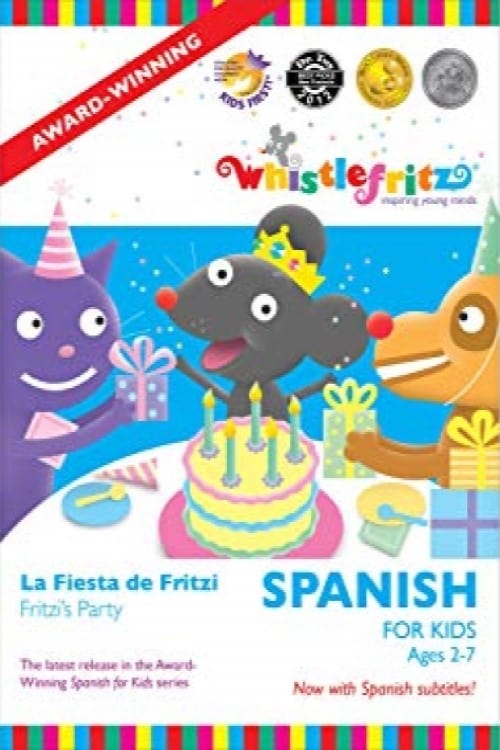 AWARD-WINNING
KIDS FIRST!
2012
whistlefritz
inspiring young minds
La Fiesta de Fritzi
Fritzi's Party
SPANISH
FOR KIDS
Ages 2-7
The latest release in the Award-
Winning Spanish for Kids series
Now with Spanish subtitles!